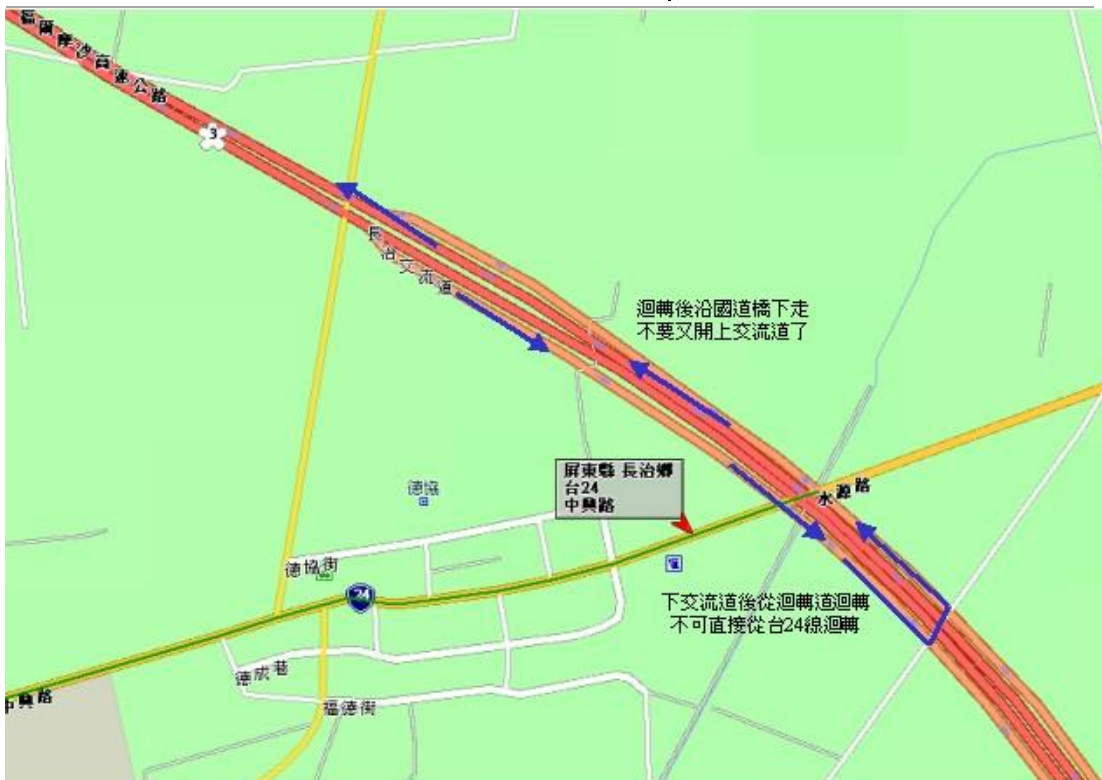 福爾摩沙高速公路
3
長治交流道
迴轉後沿國道橋下走
不要又開上交流道了
屏東縣 長治鄉
台24
中興路
水源路
德協
德協街
24
下交流道後從迴轉道迴轉
不可直接從台24線迴轉
德成巷
中興路
福德街